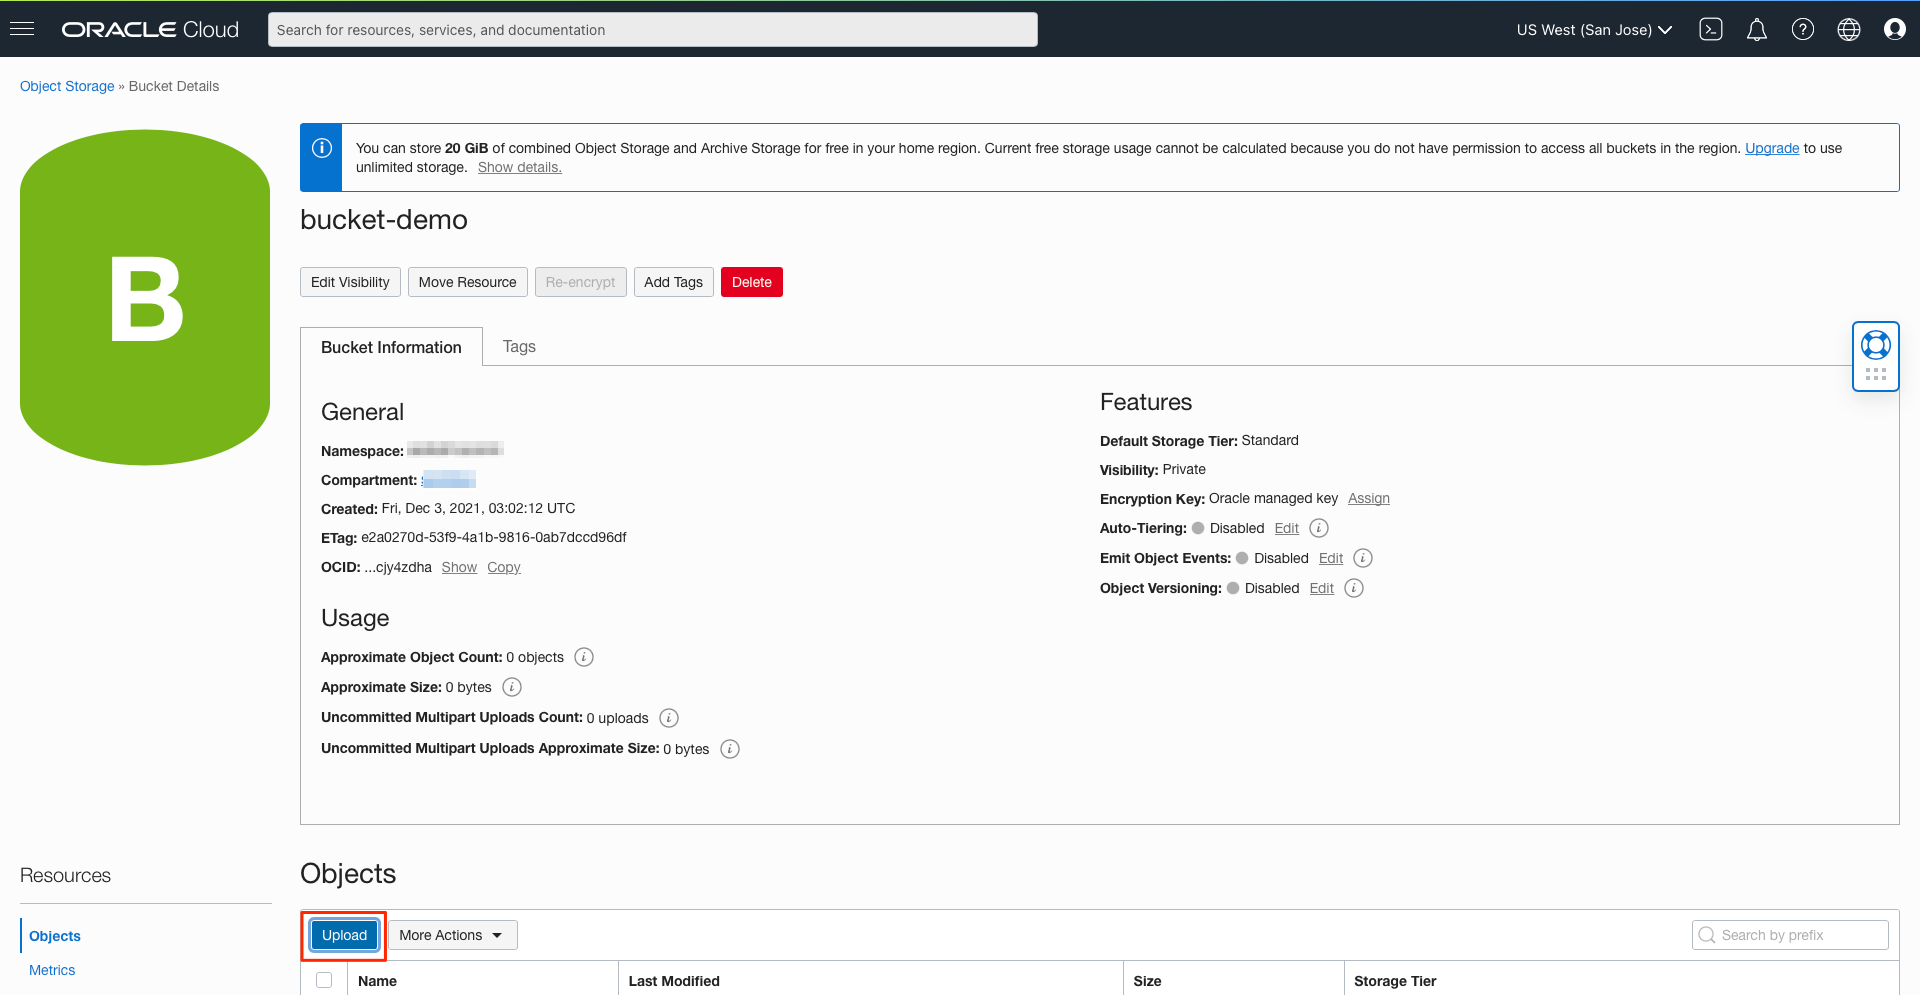 ORACLE Cloud
Search for resources, services, and documentation
US West (San Jose)
Object Storage » Bucket Details
B
You can store 20 GiB of combined Object Storage and Archive Storage for free in your home region. Current free storage usage cannot be calculated because you do not have permission to access all buckets in the region. Upgrade to use
unlimited storage. Show details.
bucket-demo
Edit Visibility Move Resource Re-encrypt Add Tags Delete
Bucket Information Tags
General
Namespace:
Compartment:
Created: Fri, Dec 3, 2021, 03:02:12 UTC
ETag: e2a0270d-53f9-4a1b-9816-0ab7dccd96df
OCID: ...cjy4zdha Show Copy
Usage
Approximate Object Count: 0 objects
Approximate Size: 0 bytes
Uncommitted Multipart Uploads Count: 0 uploads
Uncommitted Multipart Uploads Approximate Size: 0 bytes
Features
Default Storage Tier: Standard
Visibility: Private
Encryption Key: Oracle managed key Assign
Auto-Tiering: Disabled Edit
Emit Object Events: Disabled Edit
Object Versioning: Disabled Edit
Resources
Objects
Metrics
Objects
Upload More Actions Search by prefix
Name Last Modified Size Storage Tier